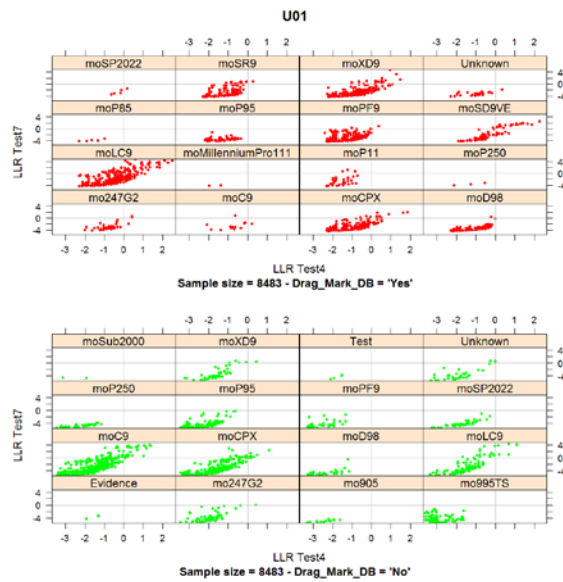 U01
-3 -2 -1 0 1 2 -3 -2 -1 0 1 2
moSP2022 moSR9 moXD9 Unknown
4 0 -4
moP85 moP95 moPF9 moSD9VE
4 0 -4
moLC9 moMillenniumPro111 moP11 moP250
4 0 -4
mo247G2 moC9 moCPX moD98
4 0 -4
-3 -2 -1 0 1 2 -3 -2 -1 0 1 2
LLR Test7
LLR Test4
Sample size = 8483 - Drag_Mark_DB = 'Yes'
-3 -2 -1 0 1 2 -3 -2 -1 0 1 2
moSub2000 moXD9 Test Unknown
4 0 -4
moP250 moP95 moPF9 moSP2022
4 0 -4
moC9 moCPX moD98 moLC9
4 0 -4
Evidence mo247G2 mo905 mo995TS
4 0 -4
-3 -2 -1 0 1 2 -3 -2 -1 0 1 2
LLR Test7
LLR Test4
Sample size = 8483 - Drag_Mark_DB = 'No'